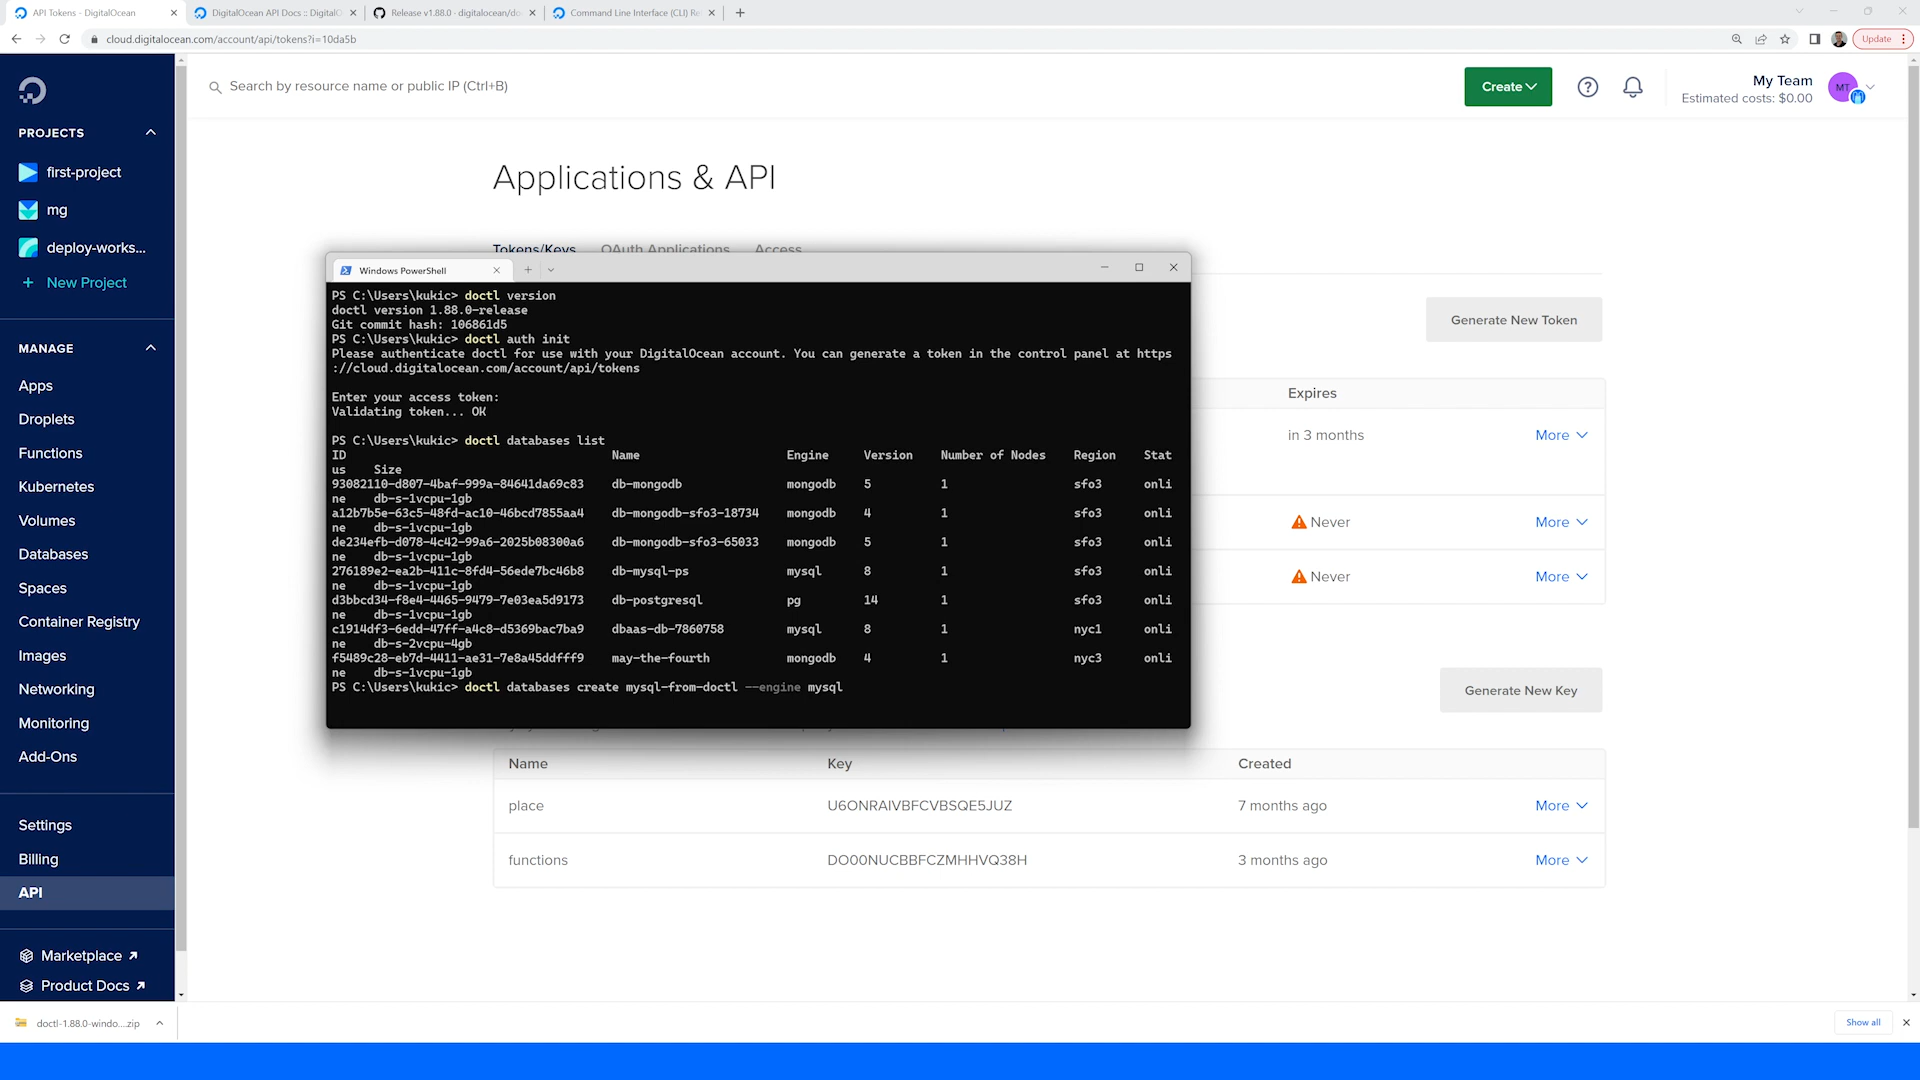 API Tokens - DigitalOcean
DigitalOcean API Docs :: DigitalO
Release v1.88.0 · digitalocean/do
Command Line Interface (CLI) Re
cloud.digitalocean.com/account/api/tokens?i=10da5b
Update
Search by resource name or public IP (Ctrl+B)
Create
My Team
Estimated costs: $0.00
MT
PROJECTS
first-project
mg
deploy-works...
+ New Project
MANAGE
Apps
Droplets
Functions
Kubernetes
Volumes
Databases
Spaces
Container Registry
Images
Networking
Monitoring
Add-Ons
Settings
Billing
API
Marketplace
Product Docs
Applications & API
Tokens/Keys OAuth Applications Access
Generate New Token
Expires
in 3 months More
Never More
Never More
Windows PowerShell
PS C:\Users\kukic> doctl version
doctl version 1.88.0-release
Git commit hash: 106861d5
PS C:\Users\kukic> doctl auth init
Please authenticate doctl for use with your DigitalOcean account. You can generate a token in the control panel at https
://cloud.digitalocean.com/account/api/tokens
Enter your access token:
Validating token... OK
PS C:\Users\kukic> doctl databases list
ID Name Engine Version Number of Nodes Region Stat
us Size
93082110-d807-4baf-999a-84641da69c83 db-mongodb mongodb 5 1 sfo3 onli
ne db-s-1vcpu-1gb
a12b7b5e-63c5-48fd-ac10-46bcd7855aa4 db-mongodb-sfo3-18734 mongodb 4 1 sfo3 onli
ne db-s-1vcpu-1gb
de234efb-d078-4c42-99a6-2025b08300a6 db-mongodb-sfo3-65033 mongodb 5 1 sfo3 onli
ne db-s-1vcpu-1gb
276189e2-ea2b-411c-8fd4-56ede7bc46b8 db-mysql-ps mysql 8 1 sfo3 onli
ne db-s-1vcpu-1gb
d3bbcd34-f8e4-4465-9479-7e03ea5d9173 db-postgresql pg 14 1 sfo3 onli
ne db-s-1vcpu-1gb
c1914df3-6edd-47ff-a4c8-d5369bac7ba9 dbaas-db-7860758 mysql 8 1 nyc1 onli
ne db-s-2vcpu-4gb
f5489c28-eb7d-4411-ae31-7e8a45ddfff9 may-the-fourth mongodb 4 1 nyc3 onli
ne db-s-1vcpu-1gb
PS C:\Users\kukic> doctl databases create mysql-from-doctl --engine mysql
Generate New Key
Name Key Created
place U6ONRAIVBFCVBSQE5JUZ 7 months ago More
functions DO00NUCBBFCZMHHVQ38H 3 months ago More
doctl-1.88.0-windo....zip
Show all